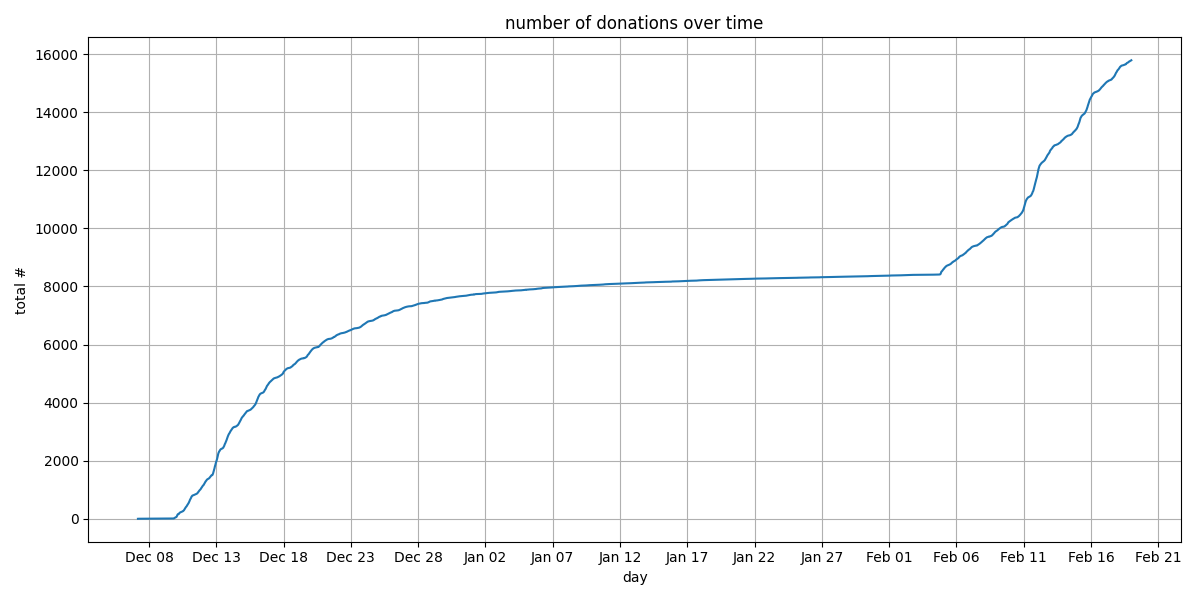 number of donations over time
total #
16000
14000
12000
10000
8000
6000
4000
2000
0
Dec 08 Dec 13 Dec 18 Dec 23 Dec 28 Jan 02 Jan 07 Jan 12 Jan 17 Jan 22 Jan 27 Feb 01 Feb 06 Feb 11 Feb 16 Feb 21
day